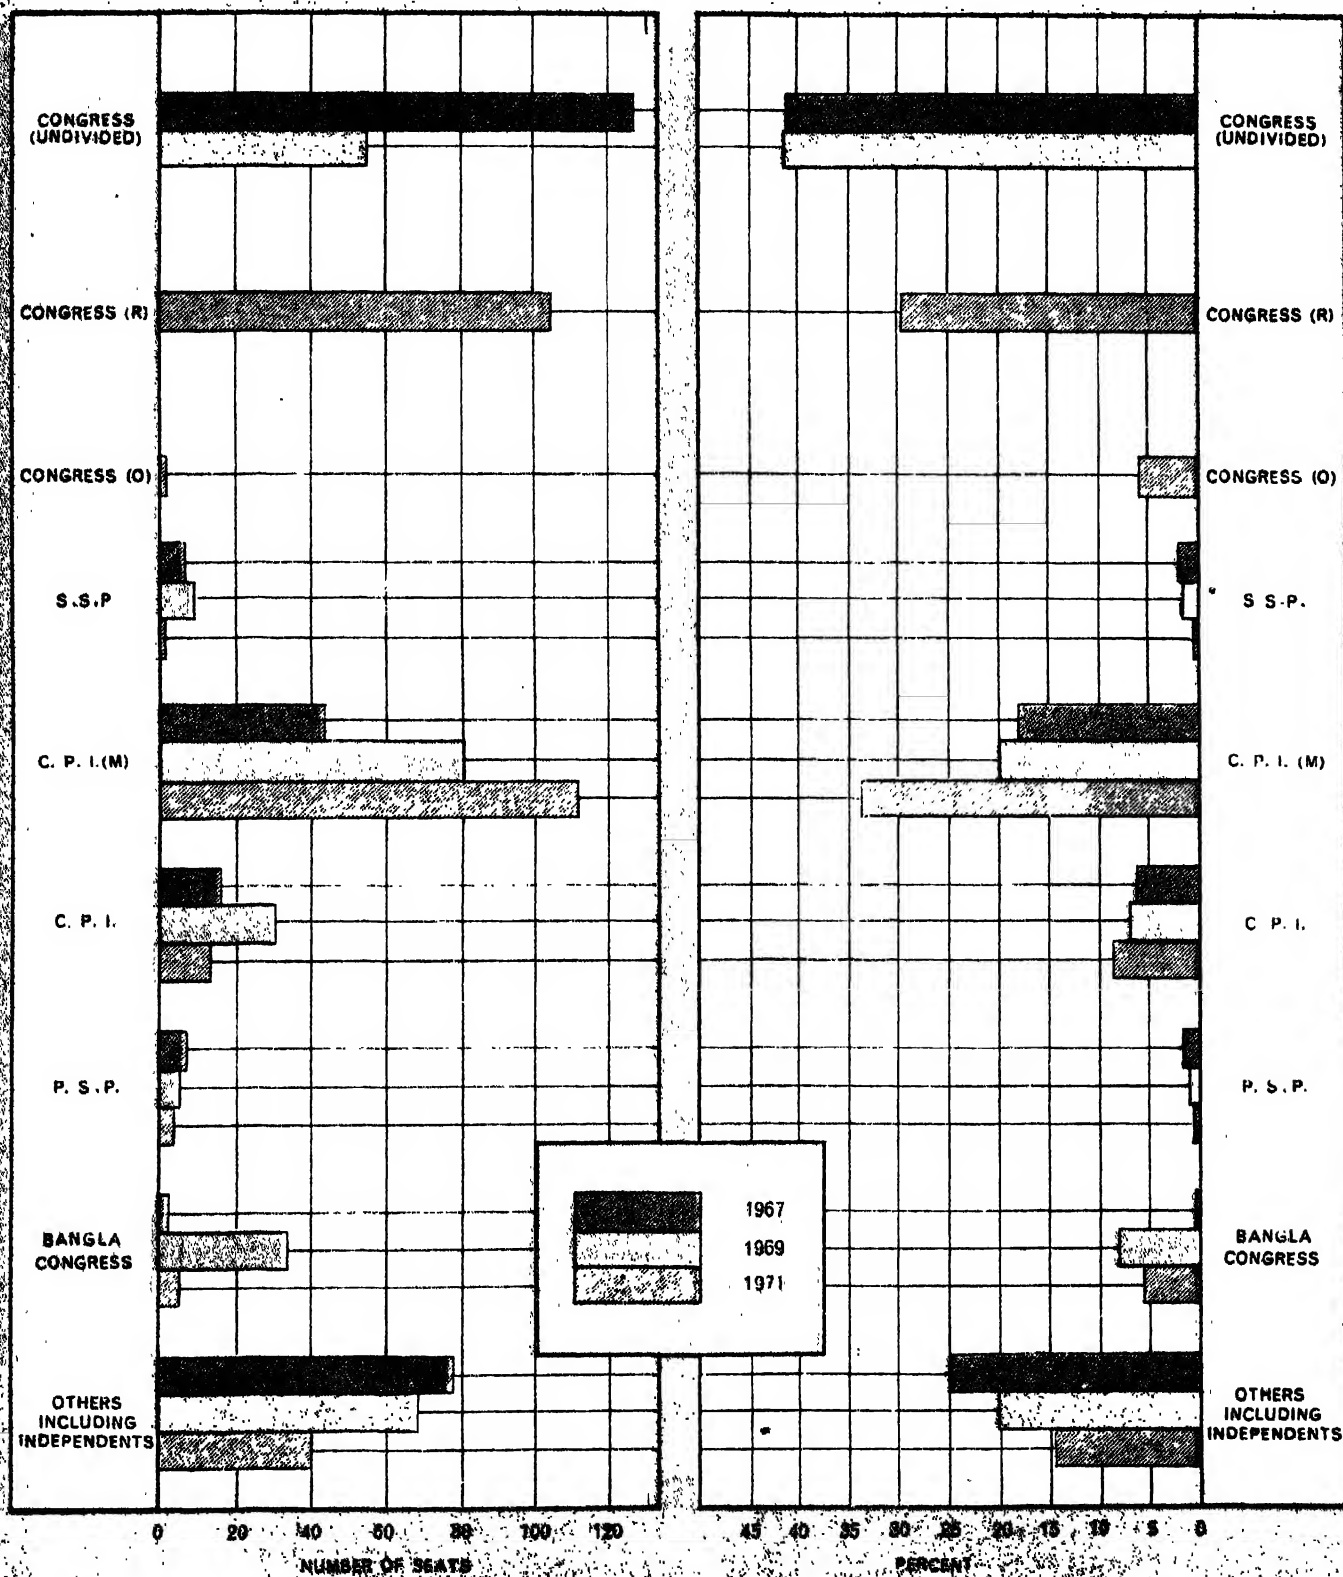 CONGRESS
(UNDIVIDED)
CONGRESS (R)
CONGRESS (O)
S.S.P
C. P. I.(M)
C. P. I.
P. S.P.
BANGLA
CONGRESS
OTHERS
INCLUDING
INDEPENDENTS
0 20 40 60 80 100 120
NUMBER OF SEATS
1967
1969
1971
CONGRESS
(UNDIVIDED)
CONGRESS (R)
CONGRESS (O)
S S-P.
C. P. I. (M)
C P. I.
P. S.P.
BANGLA
CONGRESS
OTHERS
INCLUDING
INDEPENDENTS
45 40 35 30 25 20 15 10 5 0
PERCENT